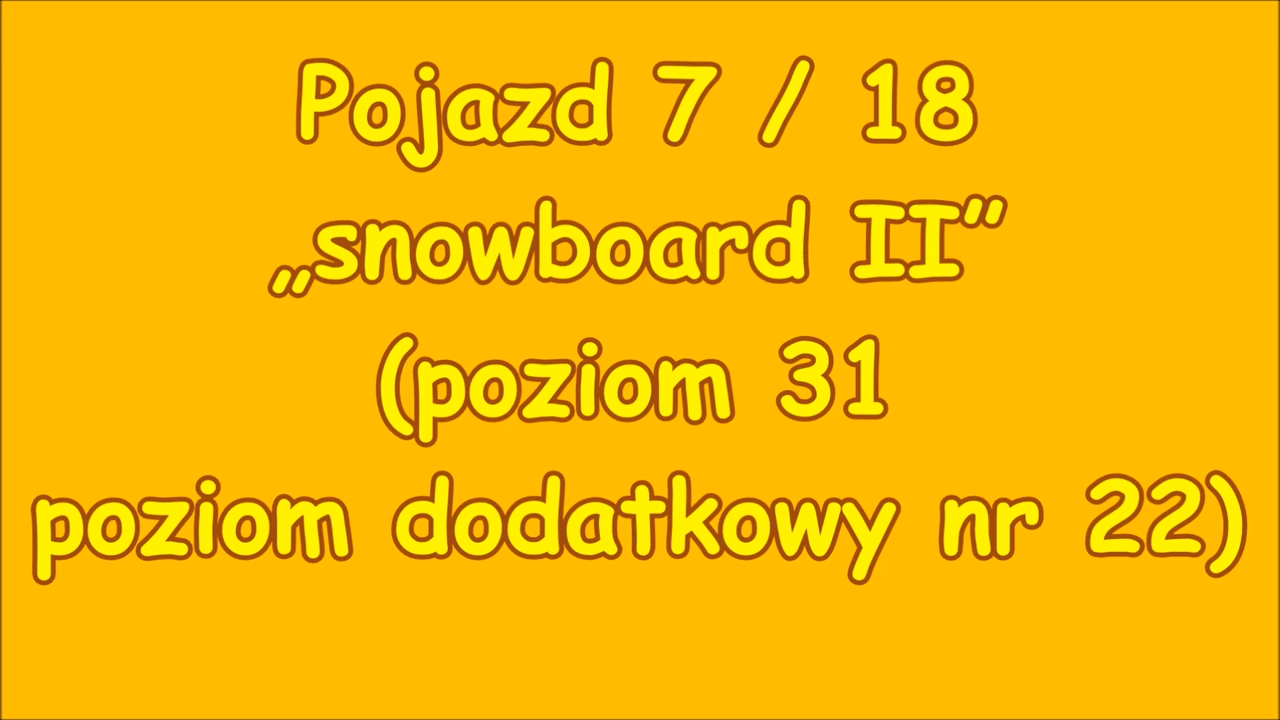 Pojazd 7 / 18
„snowboard II”
(poziom 31
poziom dodatkowy nr 22)